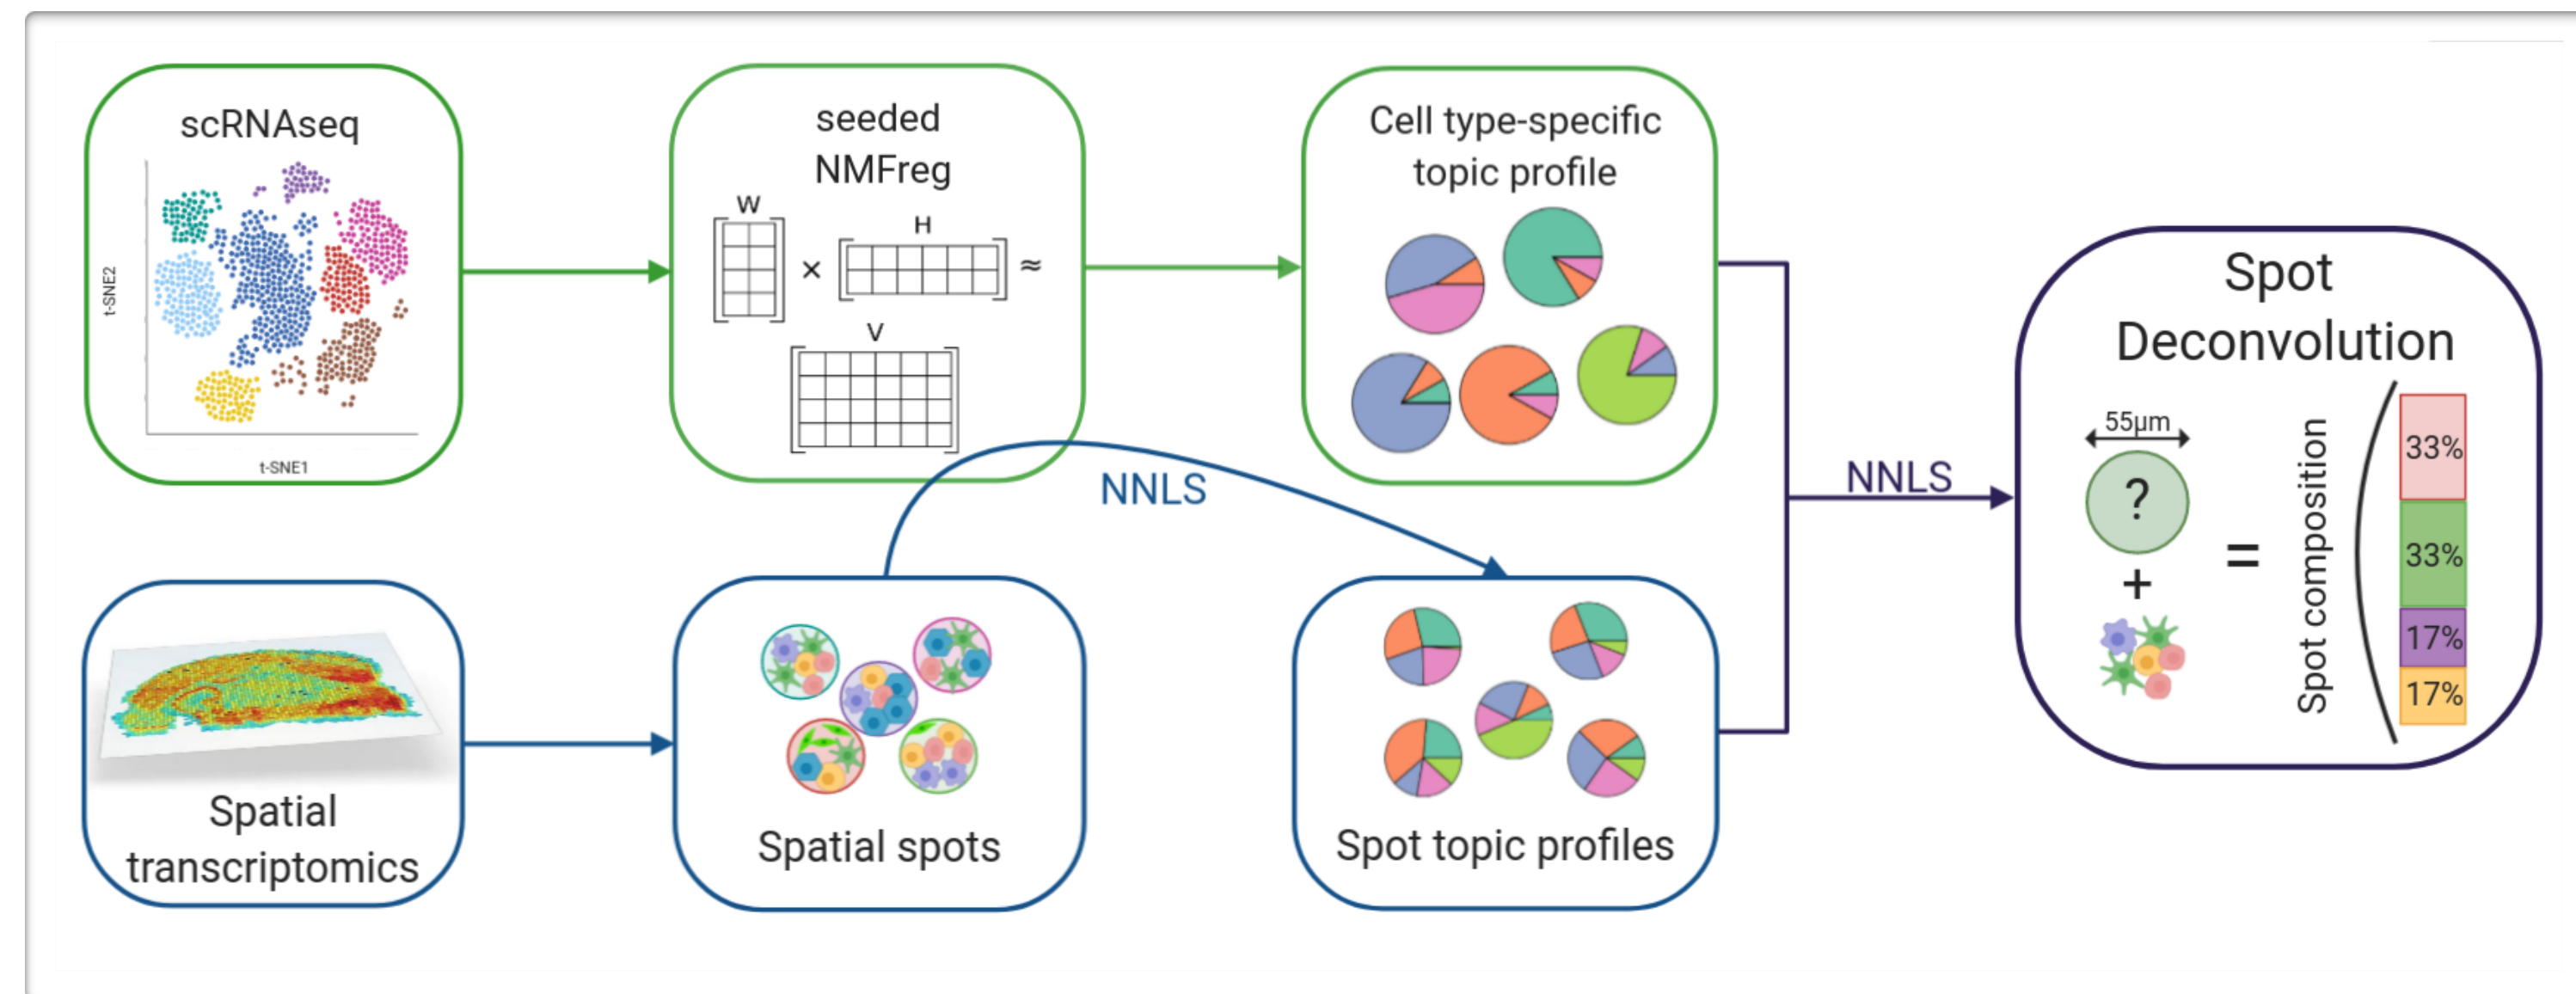 scRNAseq
t-SNE2
t-SNE1
seeded
NMFreg
W
H
×
≈
V
Cell type-specific
topic profile
NNLS
Spatial
transcriptomics
Spatial spots
Spot topic profiles
NNLS
Spot
Deconvolution
55µm
?
+
=
Spot composition
33%
33%
17%
17%